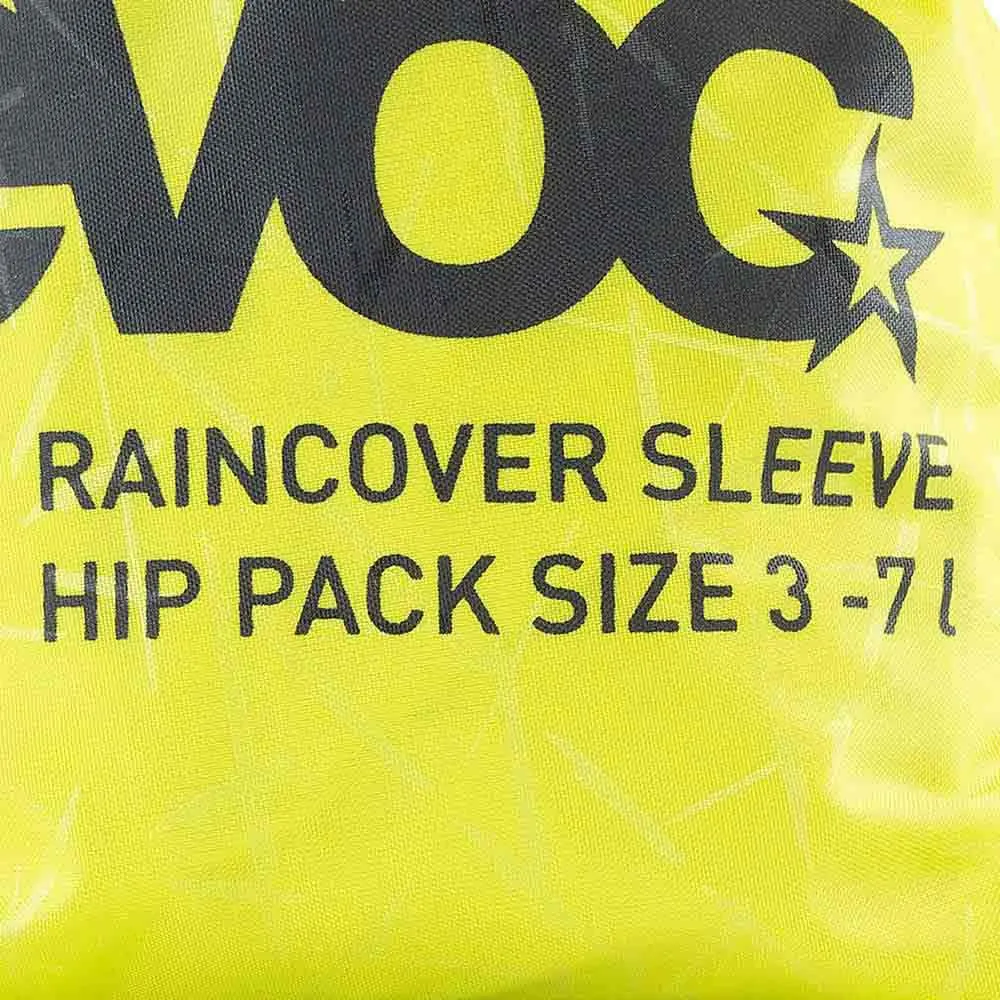 evoc
RAINCOVER SLEEVE
HIP PACK SIZE 3 -7 l